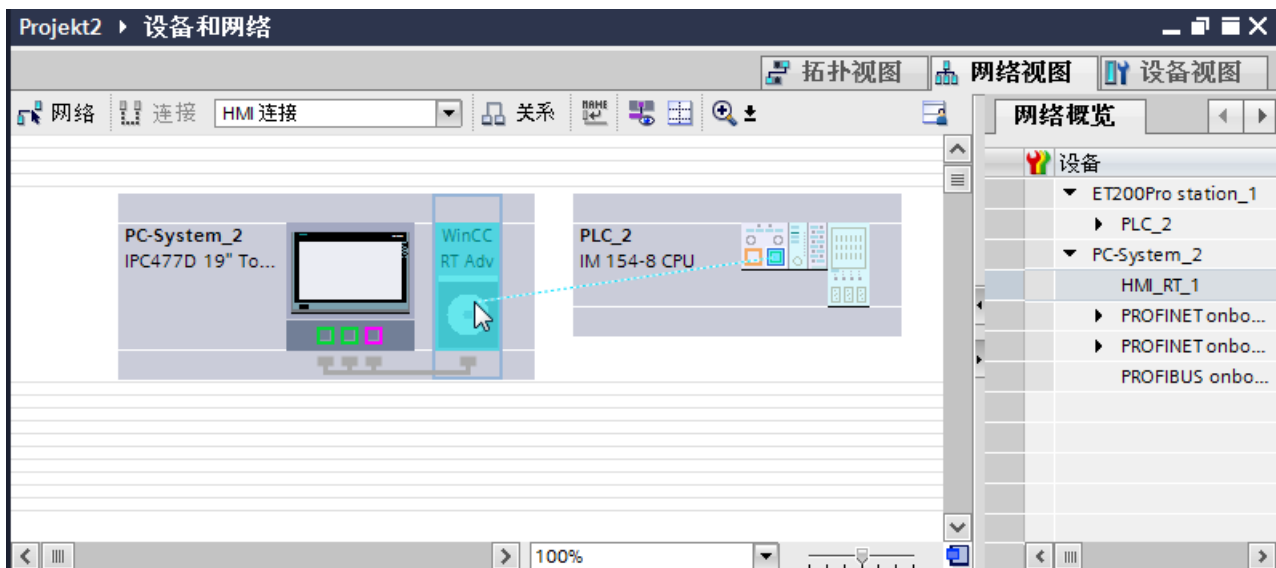 Projekt2 ▸ 设备和网络
拓扑视图 网络视图 设备视图
网络 连接 HMI 连接 关系 NAME 网络概览
设备
ET200Pro station_1
PLC_2
PC-System_2
HMI_RT_1
PROFINET onbo...
PROFINET onbo...
PROFIBUS onbo...
PC-System_2
IPC477D 19" To...
WinCC
RT Adv
PLC_2
IM 154-8 CPU
100%